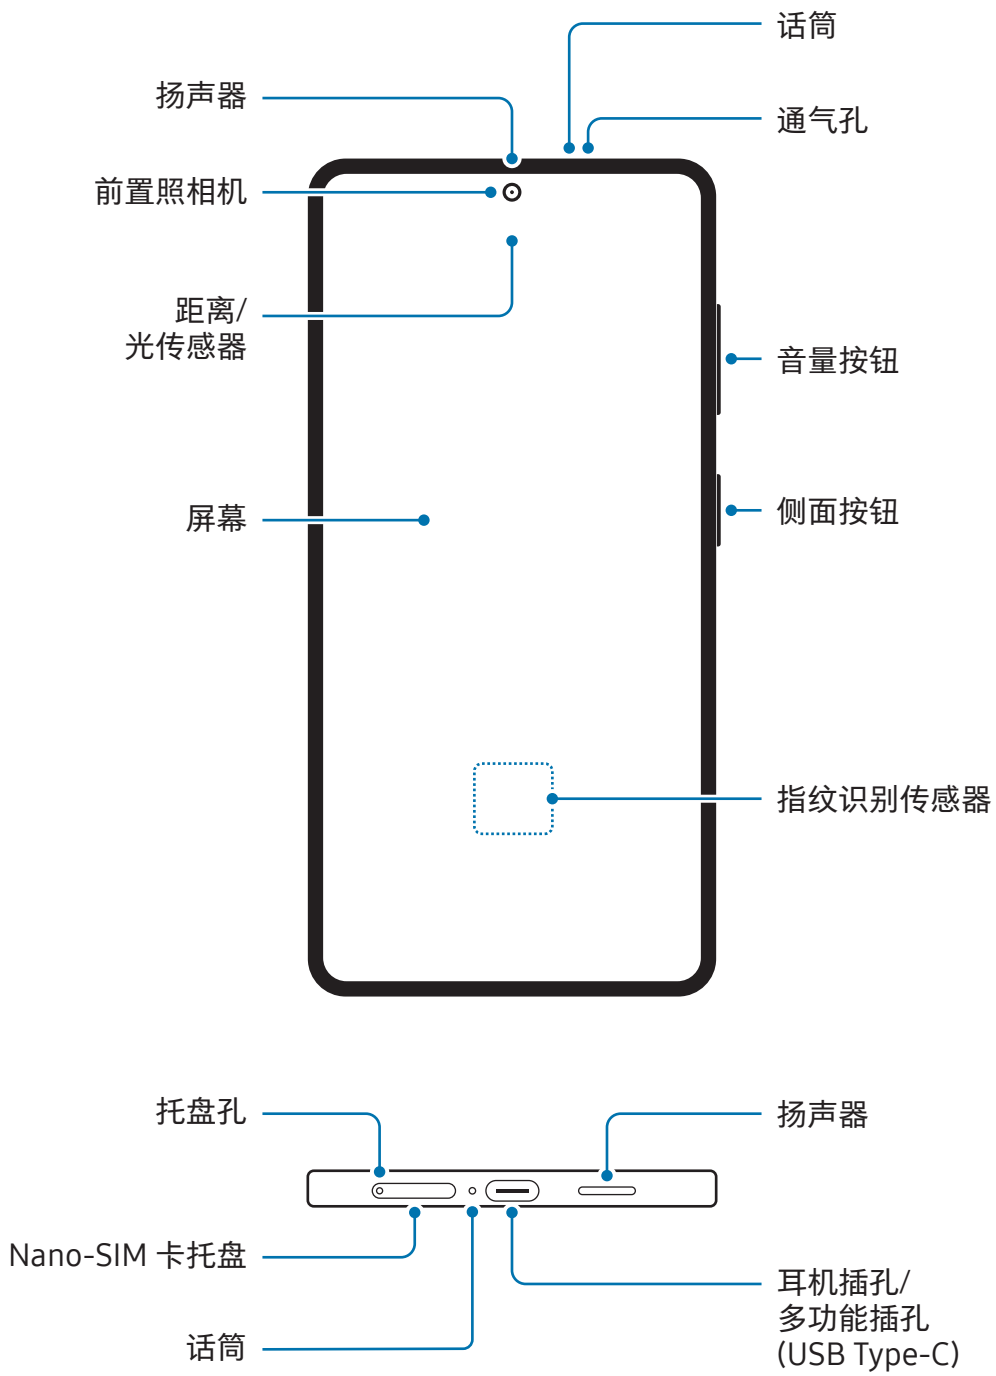 话筒
扬声器
通气孔
前置照相机
距离/
光传感器
音量按钮
屏幕
侧面按钮
指纹识别传感器
托盘孔
扬声器
Nano-SIM 卡托盘
耳机插孔/
多功能插孔
(USB Type-C)
话筒